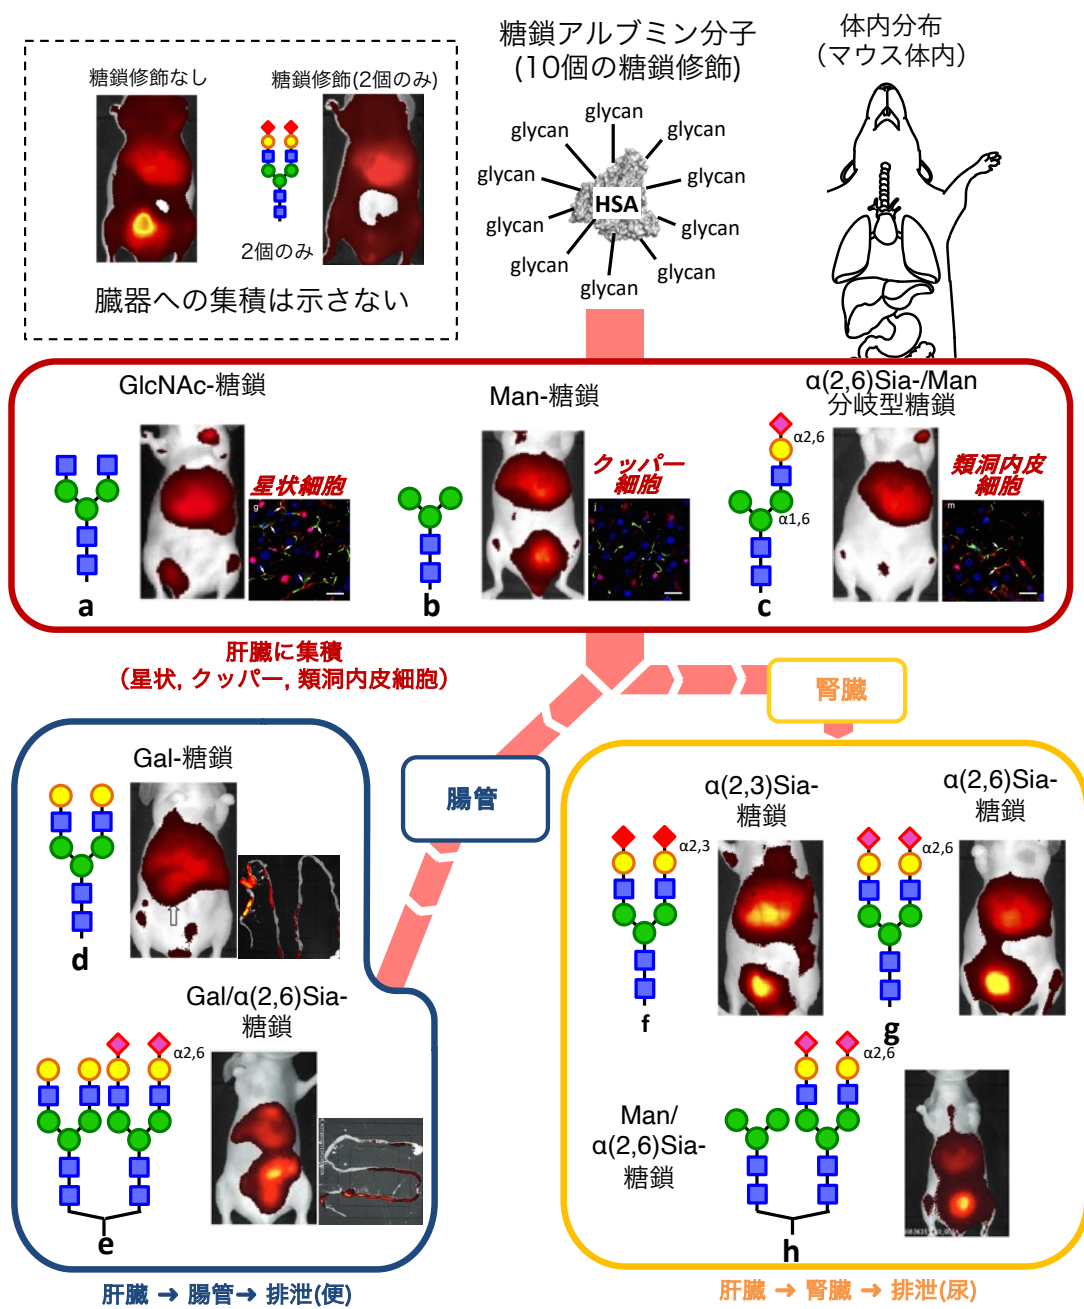 糖鎖修飾なし
糖鎖修飾(2個のみ)
2個のみ
臓器への集積は示さない
糖鎖アルブミン分子
(10個の糖鎖修飾)
glycan
glycan
glycan
glycan
glycan
HSA
glycan
glycan
glycan
glycan
glycan
体内分布
（マウス体内）
GlcNAc-糖鎖
星状細胞
g
a
Man-糖鎖
クッパー
細胞
j
b
α(2,6)Sia-/Man
分岐型糖鎖
α2,6
α1,6
類洞内皮
細胞
m
c
肝臓に集積
（星状, クッパー, 類洞内皮細胞）
腸管
腎臓
Gal-糖鎖
d
Gal/α(2,6)Sia-
糖鎖
α2,6
e
肝臓 → 腸管→ 排泄(便)
α(2,3)Sia-
糖鎖
α2,3
f
α(2,6)Sia-
糖鎖
α2,6
g
Man/
α(2,6)Sia-
糖鎖
α2,6
h
肝臓 → 腎臓 → 排泄(尿)